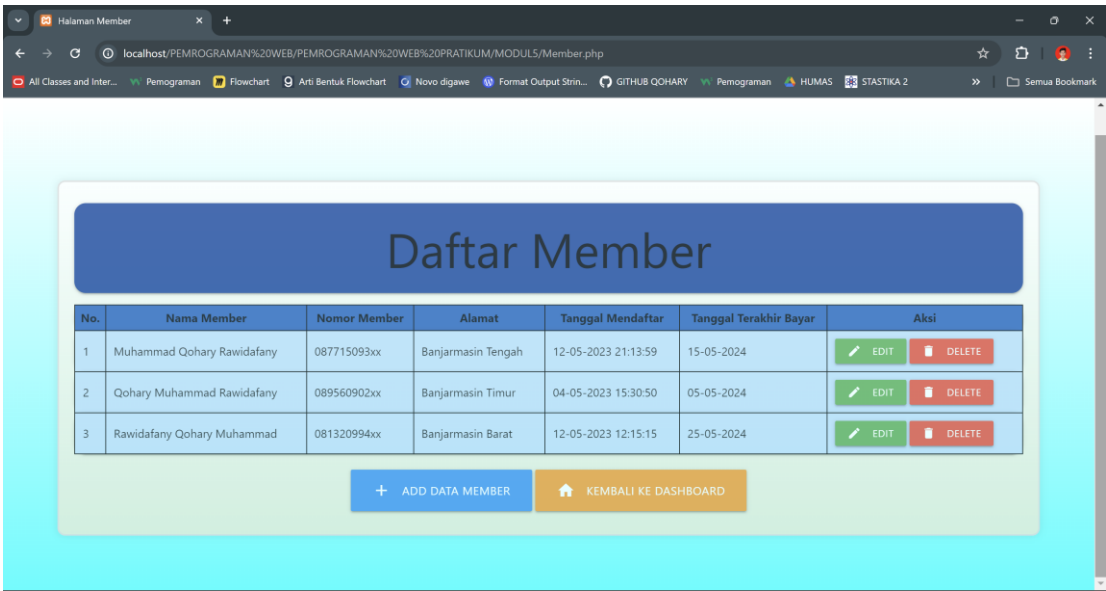 Halaman Member
localhost/PEMROGRAMAN%20WEB/PEMROGRAMAN%20WEB%20PRATIKUM/MODUL5/Member.php
All Classes and Inter... Pemograman Flowchart Arti Bentuk Flowchart Novo digawe Format Output Strin... GITHUB QOHARY Pemograman HUMAS STASTIKA 2 » Semua Bookmark
Daftar Member
No. Nama Member Nomor Member Alamat Tanggal Mendaftar Tanggal Terakhir Bayar Aksi
1 Muhammad Qohary Rawidafany 087715093xx Banjarmasin Tengah 12-05-2023 21:13:59 15-05-2024 EDIT DELETE
2 Qohary Muhammad Rawidafany 089560902xx Banjarmasin Timur 04-05-2023 15:30:50 05-05-2024 EDIT DELETE
3 Rawidafany Qohary Muhammad 081320994xx Banjarmasin Barat 12-05-2023 12:15:15 25-05-2024 EDIT DELETE
ADD DATA MEMBER KEMBALI KE DASHBOARD